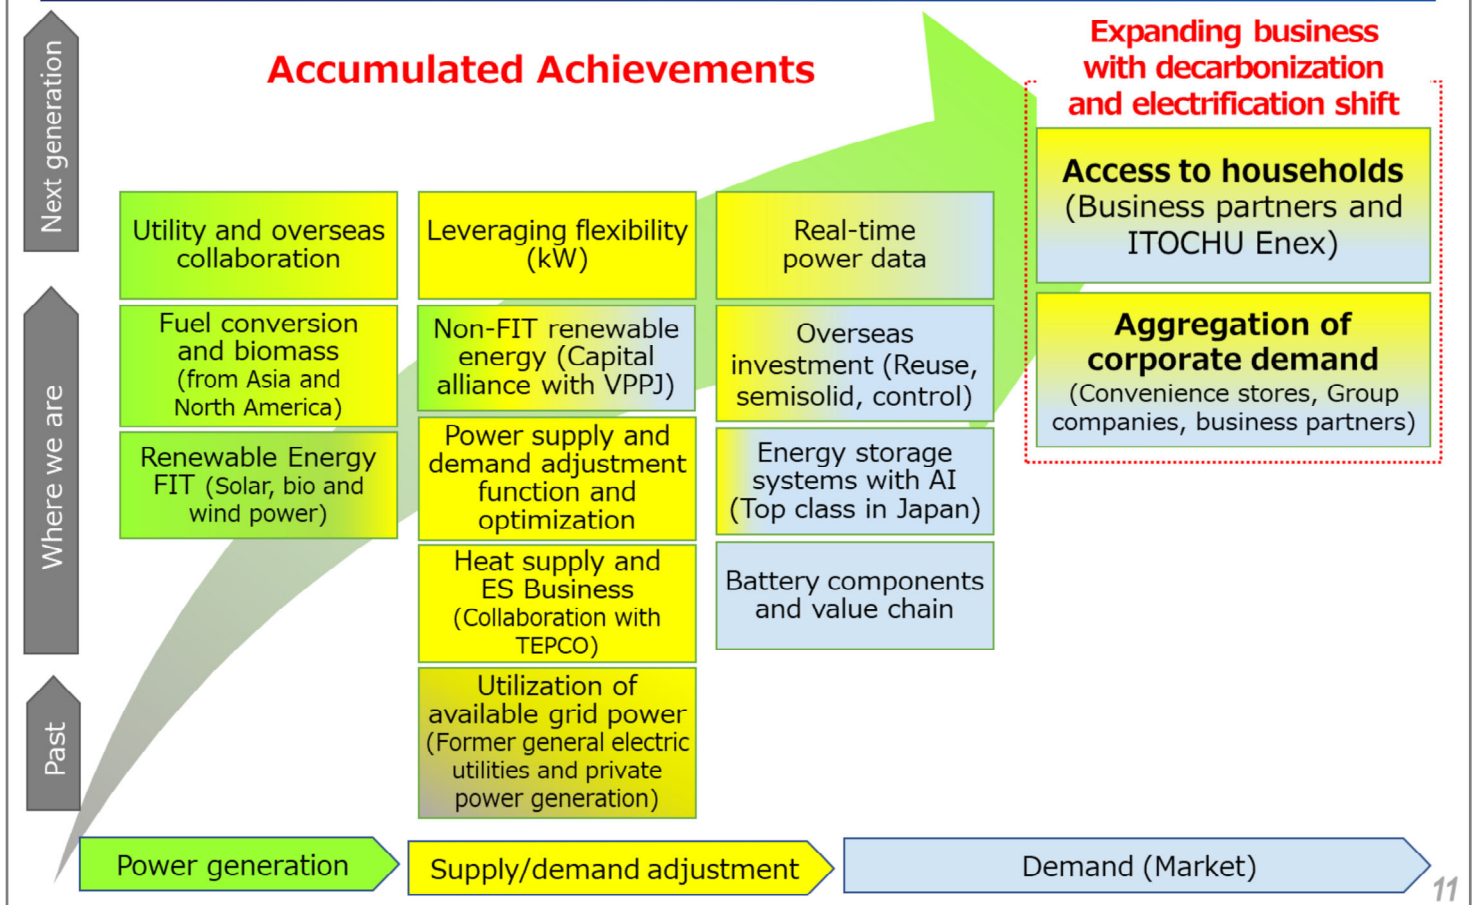 Accumulated Achievements
Expanding business
with decarbonization
and electrification shift
Next generation
Where we are
Past
Utility and overseas
collaboration
Fuel conversion
and biomass
(from Asia and
North America)
Renewable Energy
FIT (Solar, bio and
wind power)
Leveraging flexibility
(kW)
Non-FIT renewable
energy (Capital
alliance with VPPJ)
Power supply and
demand adjustment
function and
optimization
Heat supply and
ES Business
(Collaboration with
TEPCO)
Utilization of
available grid power
(Former general electric
utilities and private
power generation)
Real-time
power data
Overseas
investment (Reuse,
semisolid, control)
Energy storage
systems with AI
(Top class in Japan)
Battery components
and value chain
Access to households
(Business partners and
ITOCHU Enex)
Aggregation of
corporate demand
(Convenience stores, Group
companies, business partners)
Power generation
Supply/demand adjustment
Demand (Market)
11